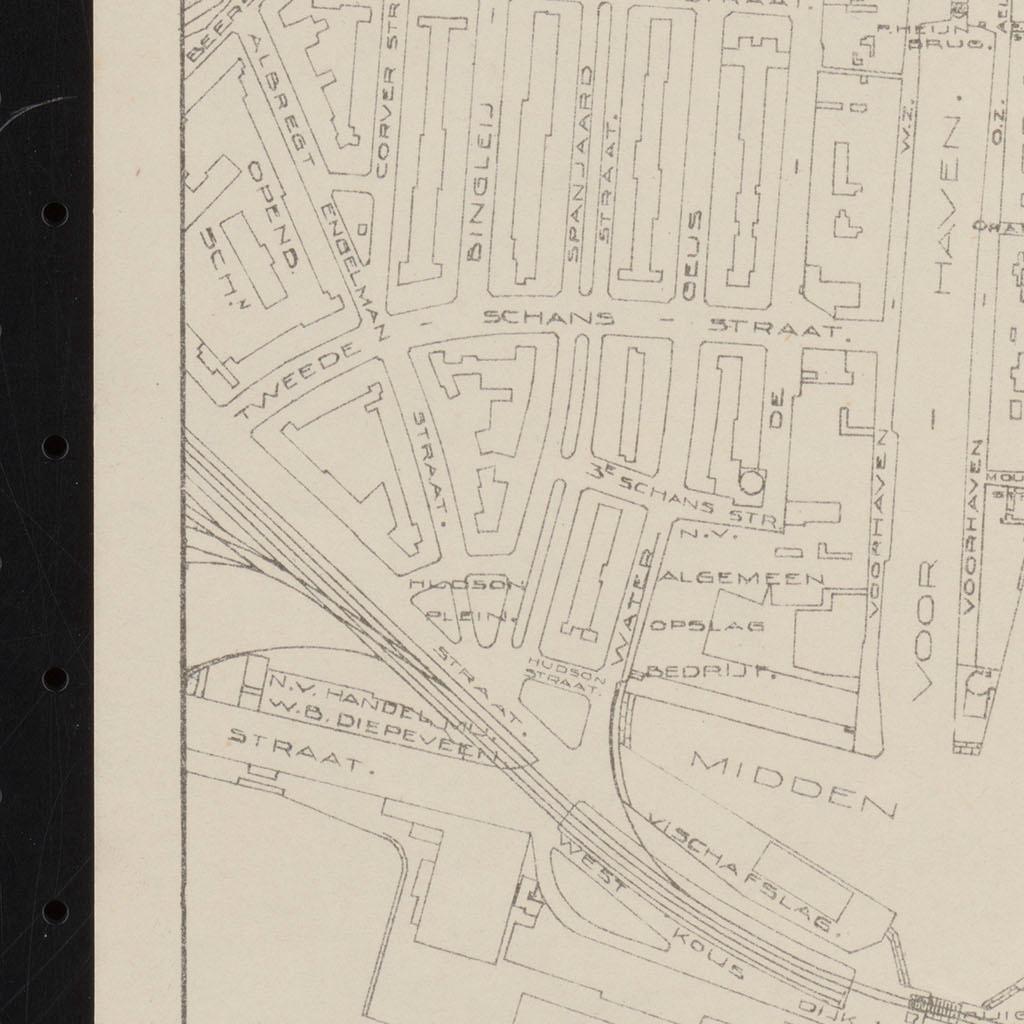 STRAAT.
BRUG.
ALBREGT
ENGELMAN
STRAAT.
CORVER STR
BINGLEIJ
SPANJAARD
STRAAT.
GEUS
W.Z.
HAVEN.
O.Z.
OPEND.
SCH.N
TWEEDE
SCHANS - STRAAT.
DE
3E SCHANS STR
N.V.
ALGEMEEN
OPSLAG
BEDRIJF.
WATER
VOORHAVEN
VOORHAVEN
VOOR -
HUDSON
PLEIN.
HUDSON
STRAAT.
STRAAT.
N.V. HANDEL MIJ.
W.B. DIEPEVEEN
STRAAT.
MIDDEN
VISCHAFSLAG.
WEST
KOUS
DIJK